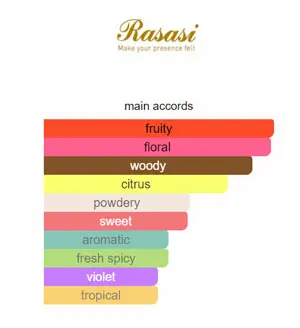 Rasasi
Make your presence felt
main accords
fruity
floral
woody
citrus
powdery
sweet
aromatic
fresh spicy
violet
tropical